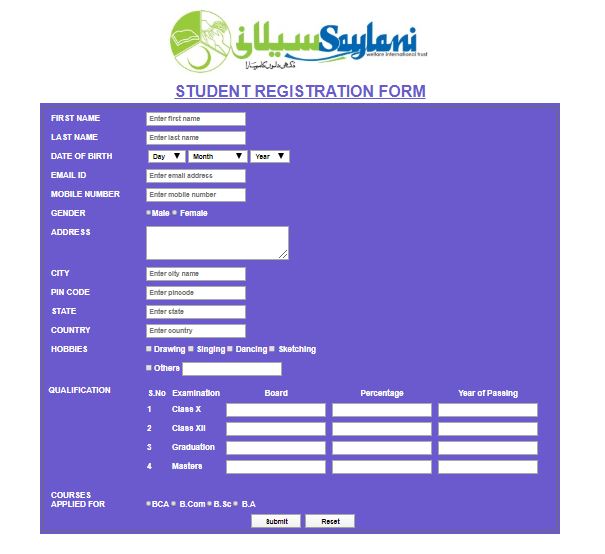 سیلانی Saylani
welfare international trust
STUDENT REGISTRATION FORM
FIRST NAME Enter first name
LAST NAME Enter last name
DATE OF BIRTH Day Month Year
EMAIL ID Enter email address
MOBILE NUMBER Enter mobile number
GENDER Male Female
ADDRESS
CITY Enter city name
PIN CODE Enter pincode
STATE Enter state
COUNTRY Enter country
HOBBIES Drawing Singing Dancing Sketching
Others
QUALIFICATION S.No Examination Board Percentage Year of Passing
1 Class X
2 Class XII
3 Graduation
4 Masters
COURSES
APPLIED FOR BCA B.Com B.Sc B.A
Submit Reset